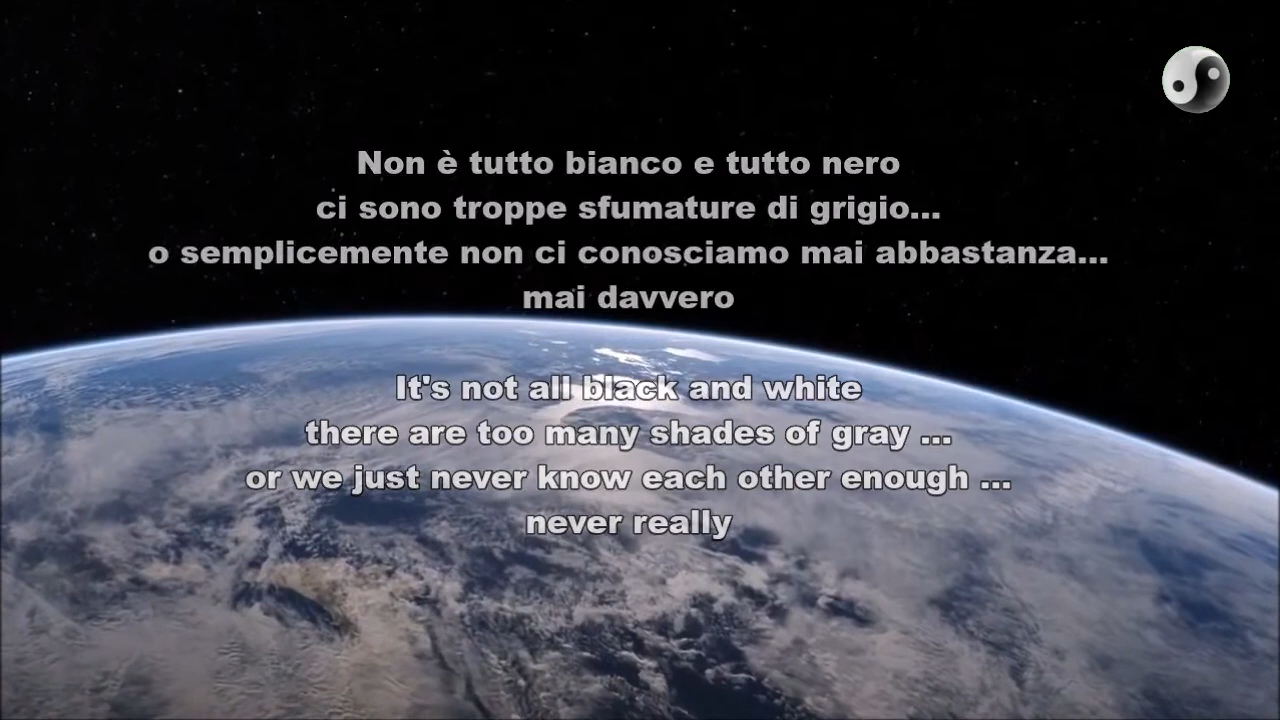 Non è tutto bianco e tutto nero
ci sono troppe sfumature di grigio...
o semplicemente non ci conosciamo mai abbastanza...
mai davvero
It's not all black and white
there are too many shades of gray ...
or we just never know each other enough ...
never really